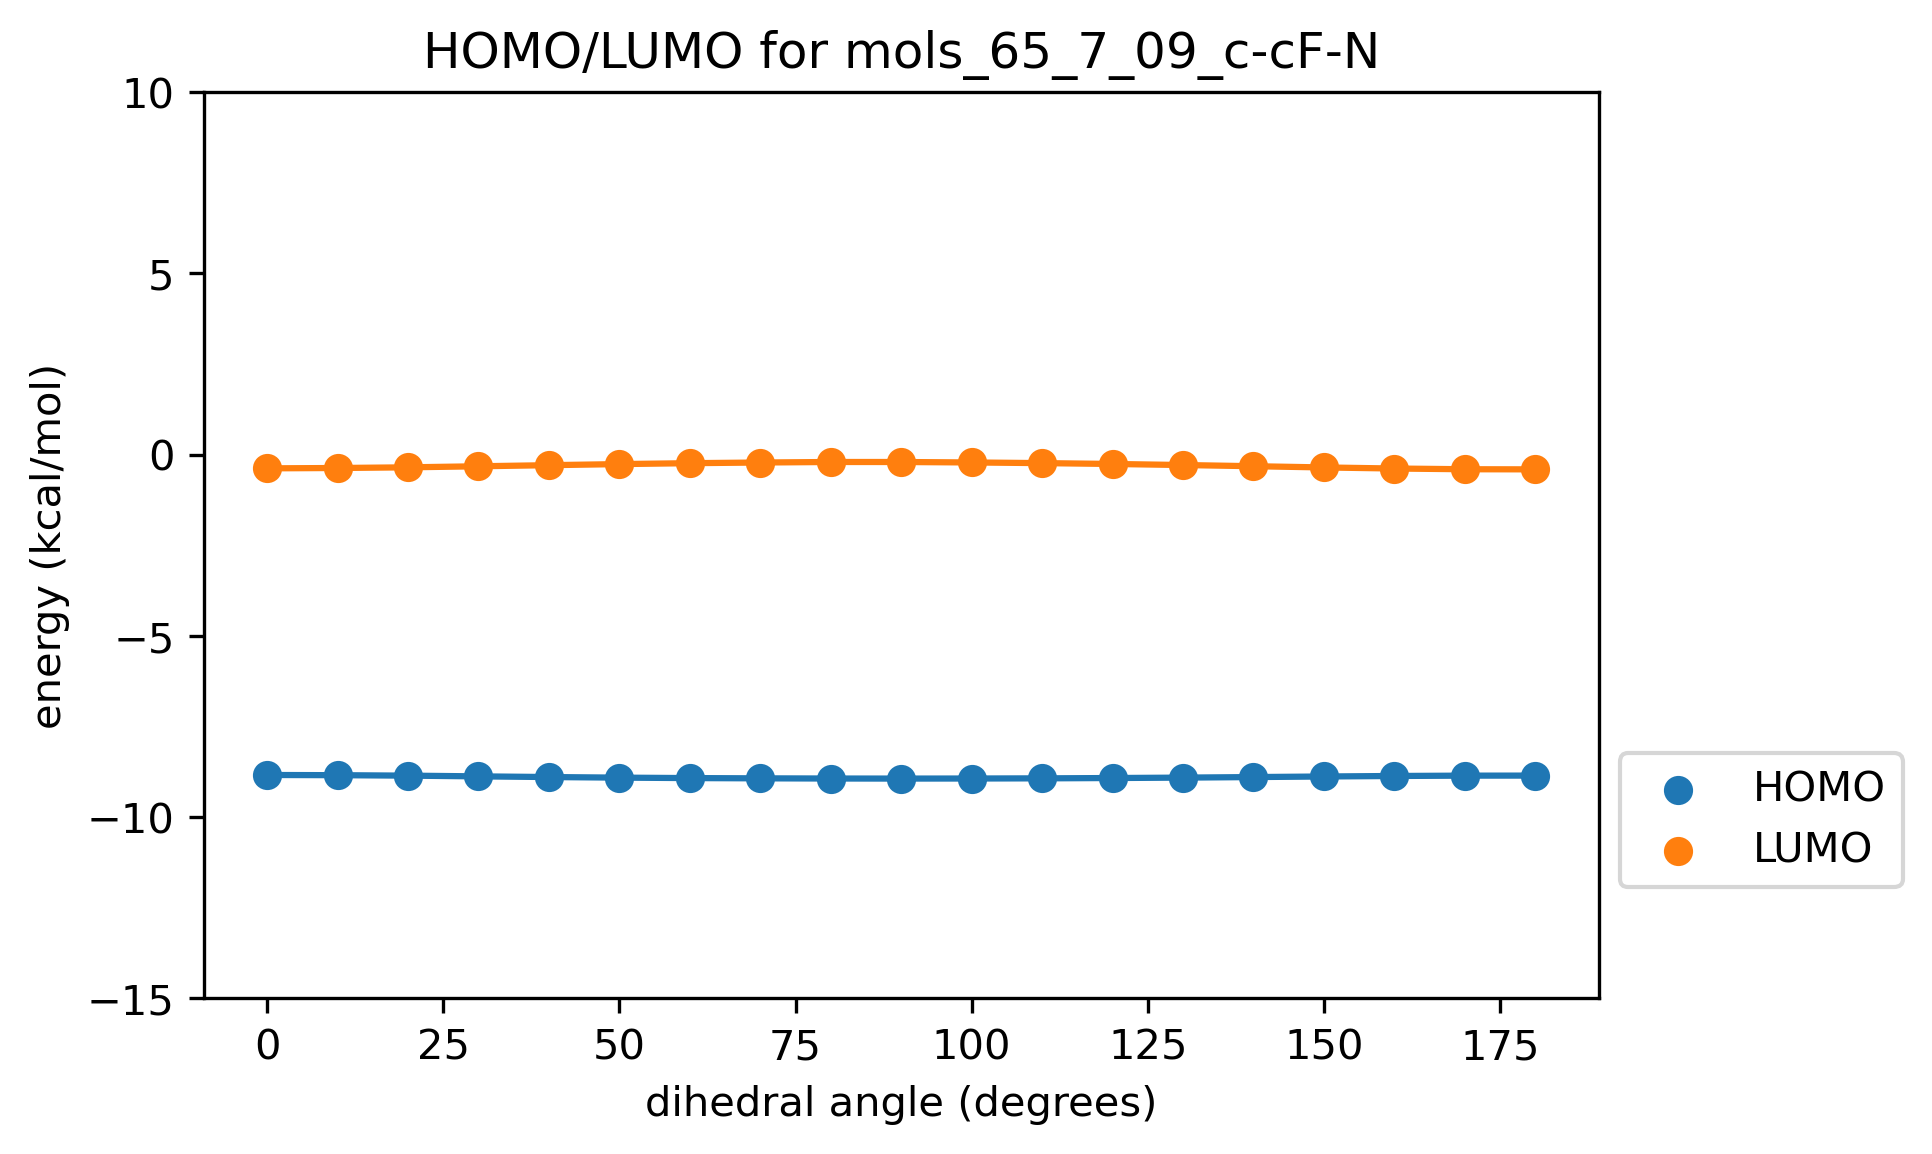 HOMO/LUMO for mols_65_7_09_c-cF-N
10
5
0
−5
−10
−15
energy (kcal/mol)
0 25 50 75 100 125 150 175
dihedral angle (degrees)
HOMO
LUMO